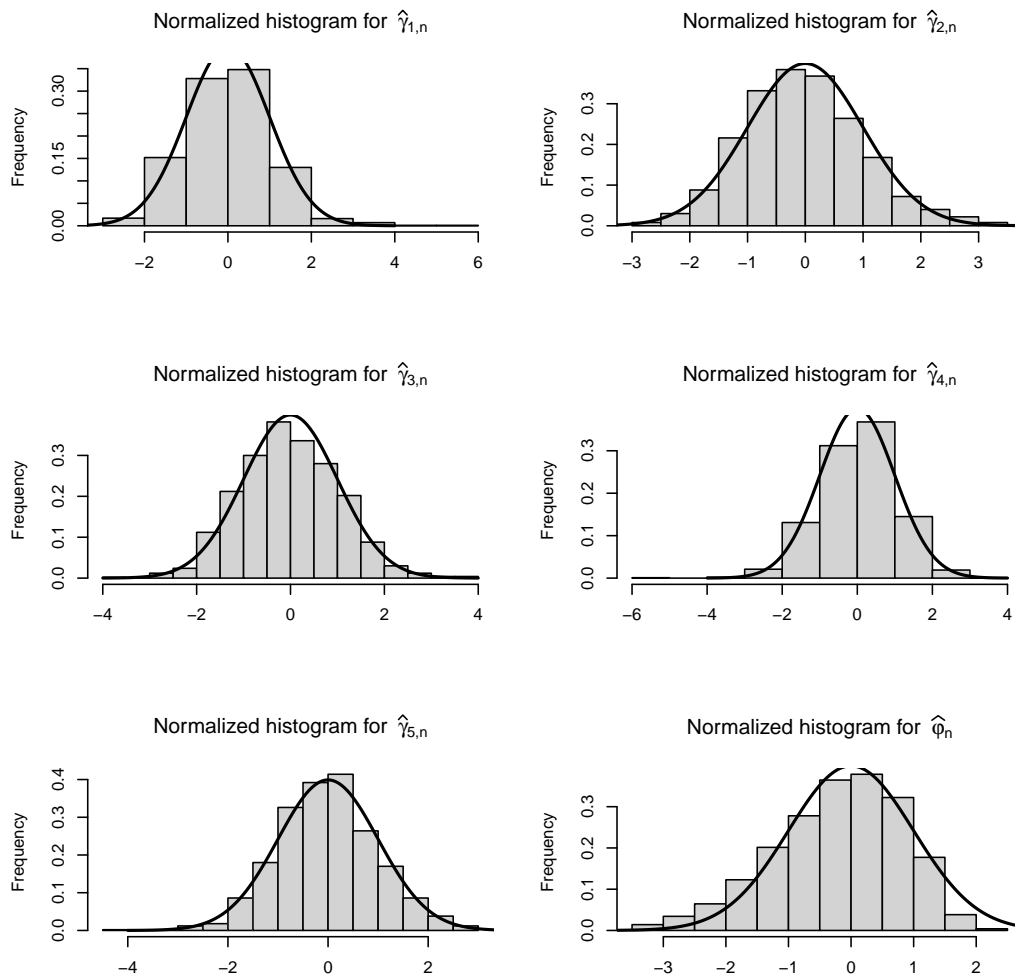 Normalized histogram for γ̂1,n
Frequency
0.00 0.15 0.30
−2 0 2 4 6
Normalized histogram for γ̂2,n
Frequency
0.0 0.1 0.2 0.3
−3 −2 −1 0 1 2 3
Normalized histogram for γ̂3,n
Frequency
0.0 0.1 0.2 0.3
−4 −2 0 2 4
Normalized histogram for γ̂4,n
Frequency
0.0 0.1 0.2 0.3
−6 −4 −2 0 2 4
Normalized histogram for γ̂5,n
Frequency
0.0 0.1 0.2 0.3 0.4
−4 −2 0 2
Normalized histogram for φ̂n
Frequency
0.0 0.1 0.2 0.3
−3 −2 −1 0 1 2